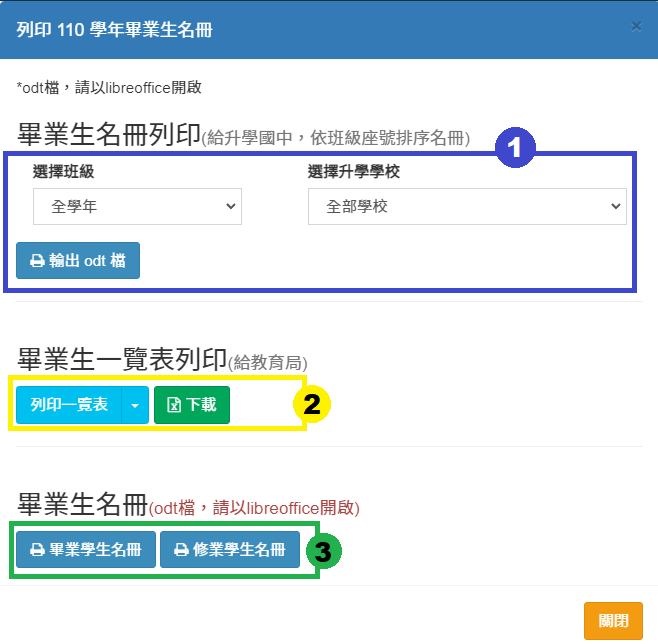 列印 110 學年畢業生名冊 ×
*odt檔，請以libreoffice開啟
畢業生名冊列印(給升學國中，依班級座號排序名冊)
1
選擇班級 選擇升學學校
全學年 全部學校
輸出 odt 檔
畢業生一覽表列印(給教育局)
列印一覽表 下載 2
畢業生名冊(odt檔，請以libreoffice開啟)
畢業學生名冊 修業學生名冊 3
關閉